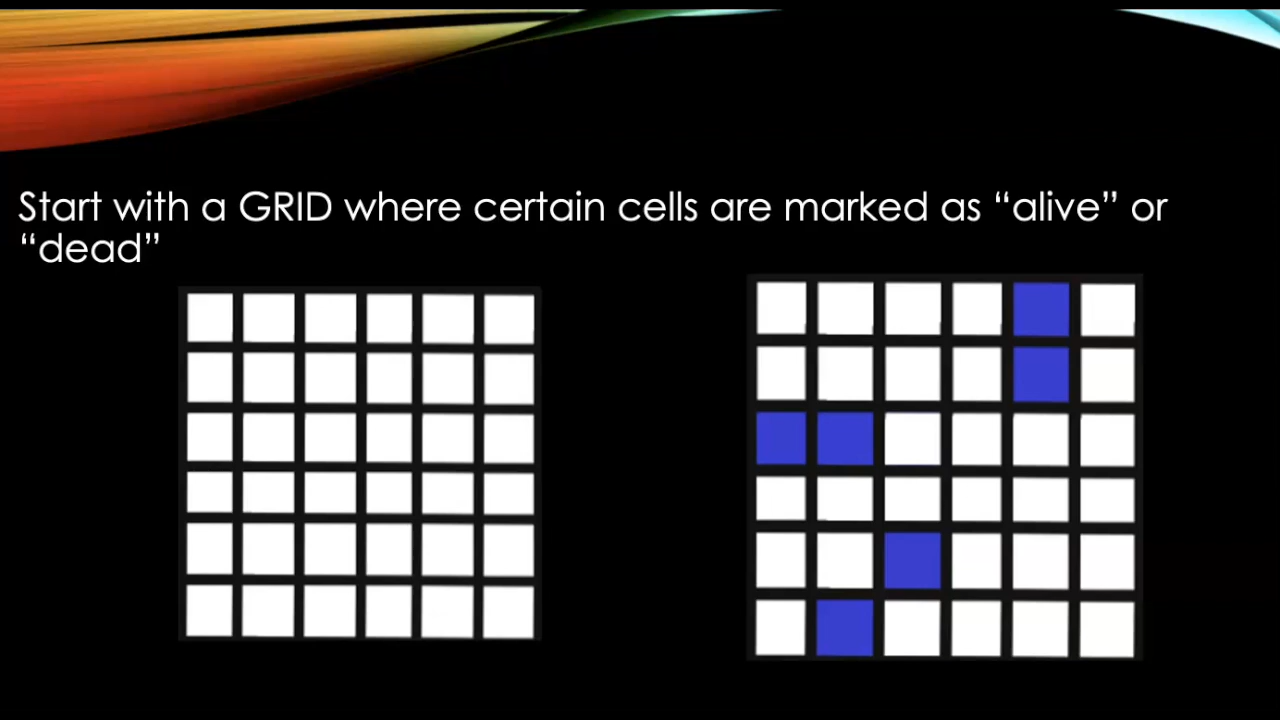 Start with a GRID where certain cells are marked as “alive” or
“dead”